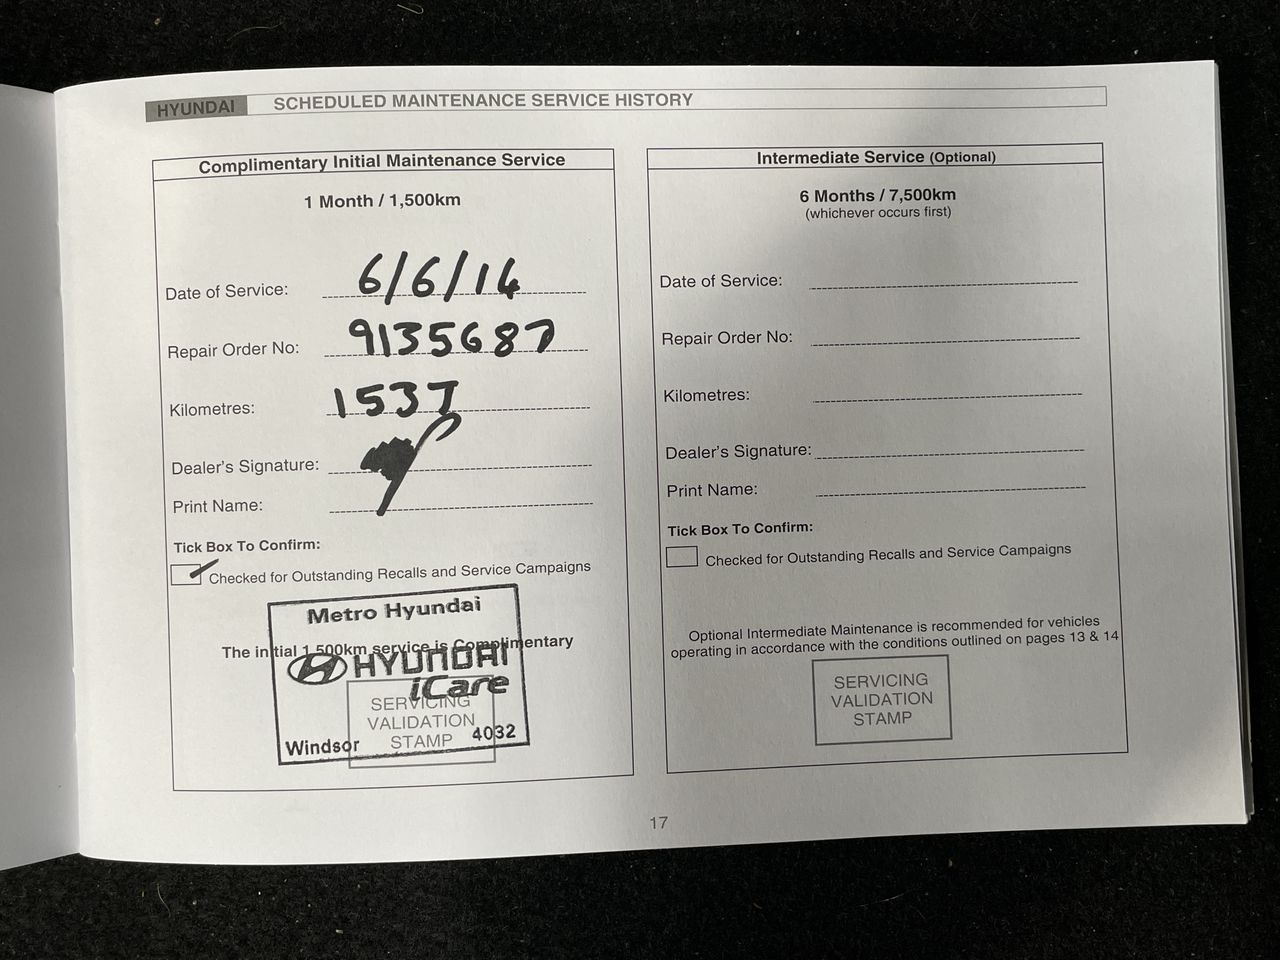 HYUNDAI SCHEDULED MAINTENANCE SERVICE HISTORY
Complimentary Initial Maintenance Service
1 Month / 1,500km
Date of Service: 6/6/14
Repair Order No: 9135687
Kilometres: 1537
Dealer's Signature:
Print Name:
Tick Box To Confirm:
Checked for Outstanding Recalls and Service Campaigns
Metro Hyundai
The initial 1,500km service is Complimentary
HYUNDAI
iCare
SERVICING
VALIDATION
STAMP
Windsor 4032
Intermediate Service (Optional)
6 Months / 7,500km
(whichever occurs first)
Date of Service:
Repair Order No:
Kilometres:
Dealer's Signature:
Print Name:
Tick Box To Confirm:
Checked for Outstanding Recalls and Service Campaigns
Optional Intermediate Maintenance is recommended for vehicles
operating in accordance with the conditions outlined on pages 13 & 14
SERVICING
VALIDATION
STAMP
17